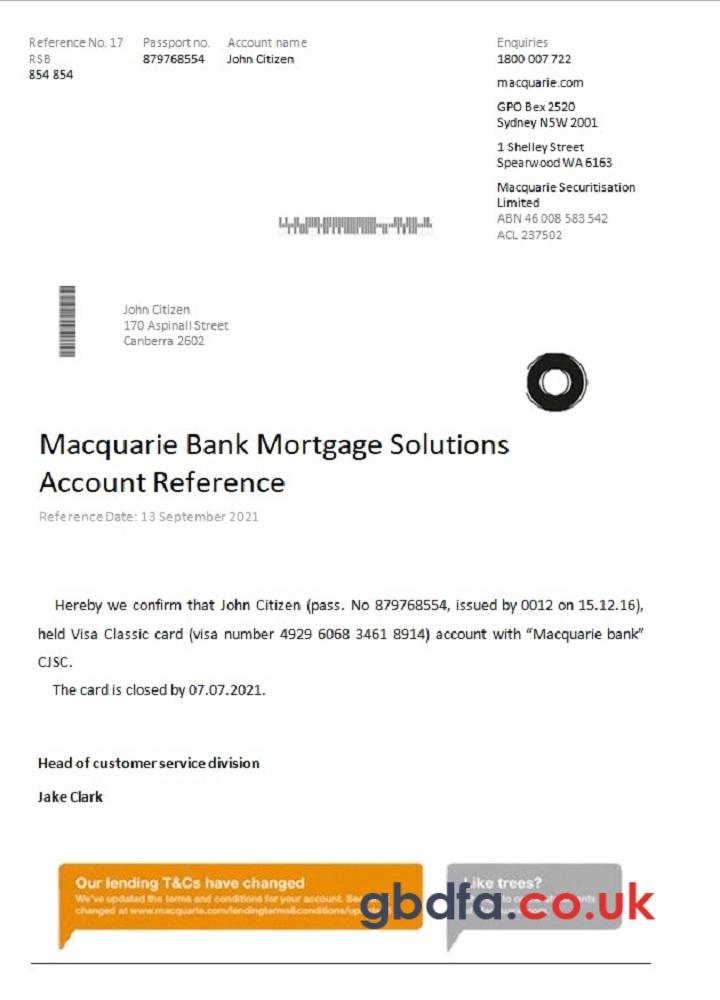 Reference No. 17 Passport no. Account name
RSB 879768554 John Citizen
854 854
Enquiries
1800 007 722
macquarie.com
GPO Bex 2520
Sydney N5W 2001
1 Shelley Street
Spearwood WA 6163
Macquarie Securitisation
Limited
ABN 46 008 583 542
ACL 237502
John Citizen
170 Aspinall Street
Canberra 2602
Macquarie Bank Mortgage Solutions
Account Reference
Reference Date: 13 September 2021
Hereby we confirm that John Citizen (pass. No 879768554, issued by 0012 on 15.12.16),
held Visa Classic card (visa number 4929 6068 3461 8914) account with “Macquarie bank”
CJSC.
The card is closed by 07.07.2021.
Head of customer service division
Jake Clark
Our lending T&Cs have changed
We've updated the terms and conditions for your account. See
changed at www.macquarie.com/lendingterms&conditions/
Like trees?
gbdfa.co.uk